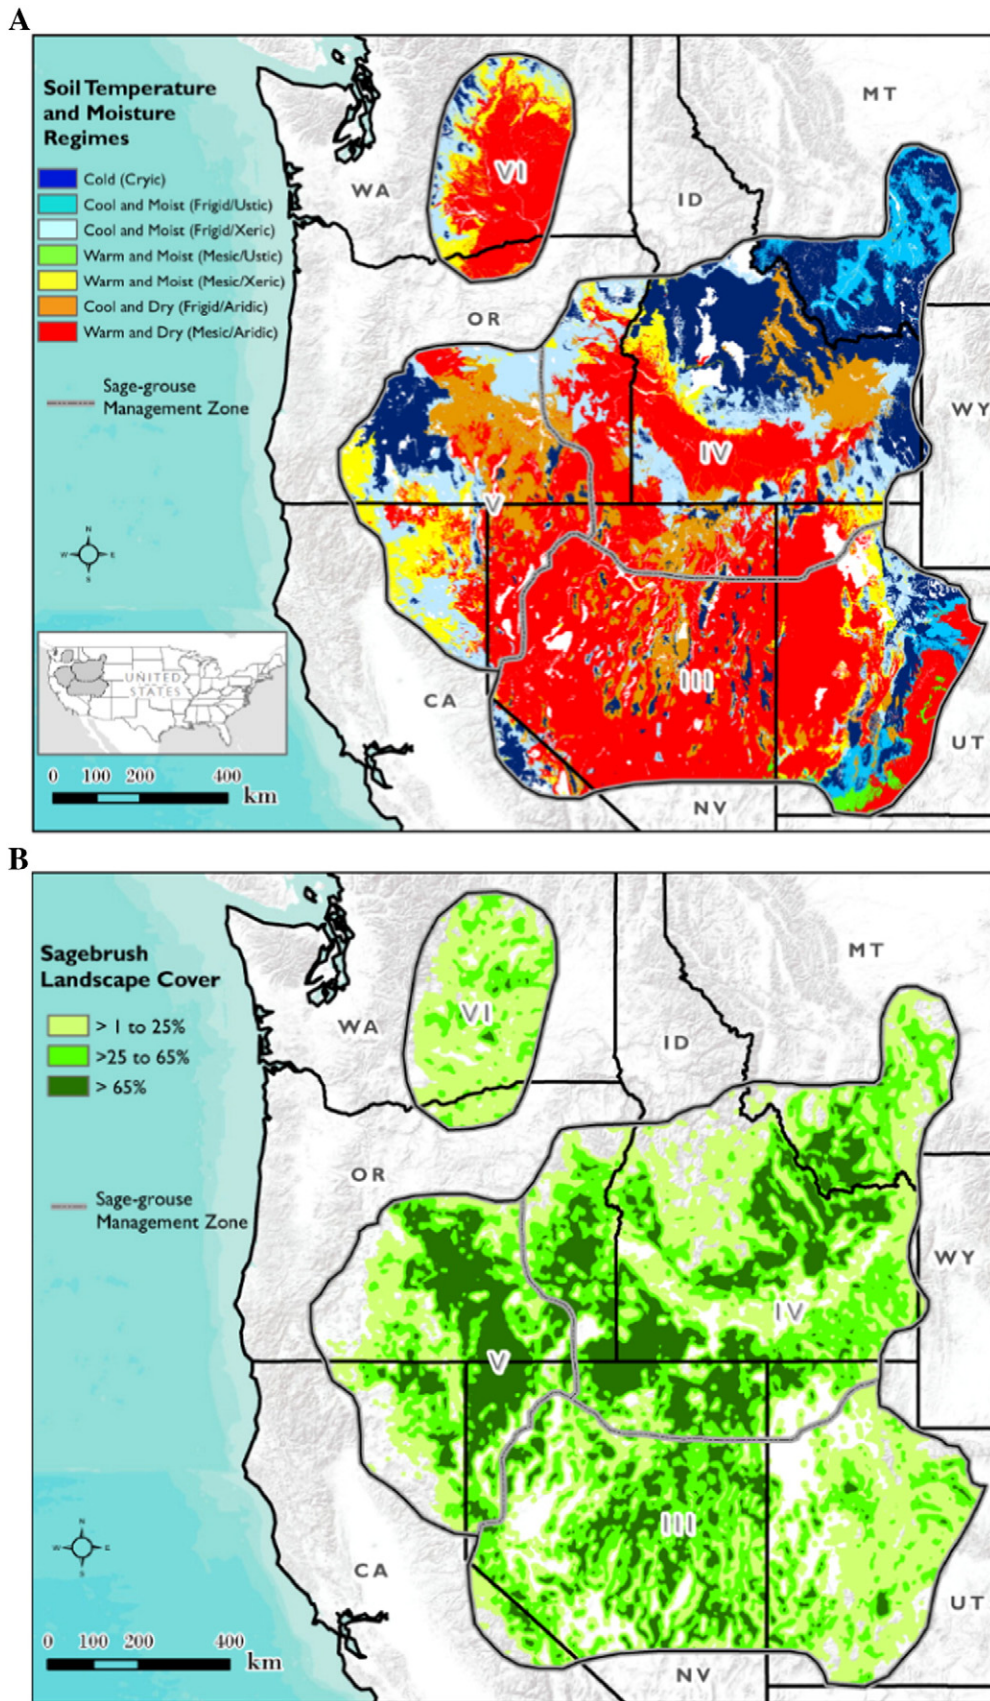 A
Soil Temperature
and Moisture
Regimes
Cold (Cryic)
Cool and Moist (Frigid/Ustic)
Cool and Moist (Frigid/Xeric)
Warm and Moist (Mesic/Ustic)
Warm and Moist (Mesic/Xeric)
Cool and Dry (Frigid/Aridic)
Warm and Dry (Mesic/Aridic)
Sage-grouse
Management Zone
WA
VI
ID
MT
OR
IV
WY
V
III
CA
NV
UT
N
W E
S
UNITED
STATES
0 100 200 400
km
B
Sagebrush
Landscape Cover
> 1 to 25%
>25 to 65%
> 65%
Sage-grouse
Management Zone
WA
VI
ID
MT
OR
IV
WY
V
III
CA
NV
UT
N
W E
S
0 100 200 400
km